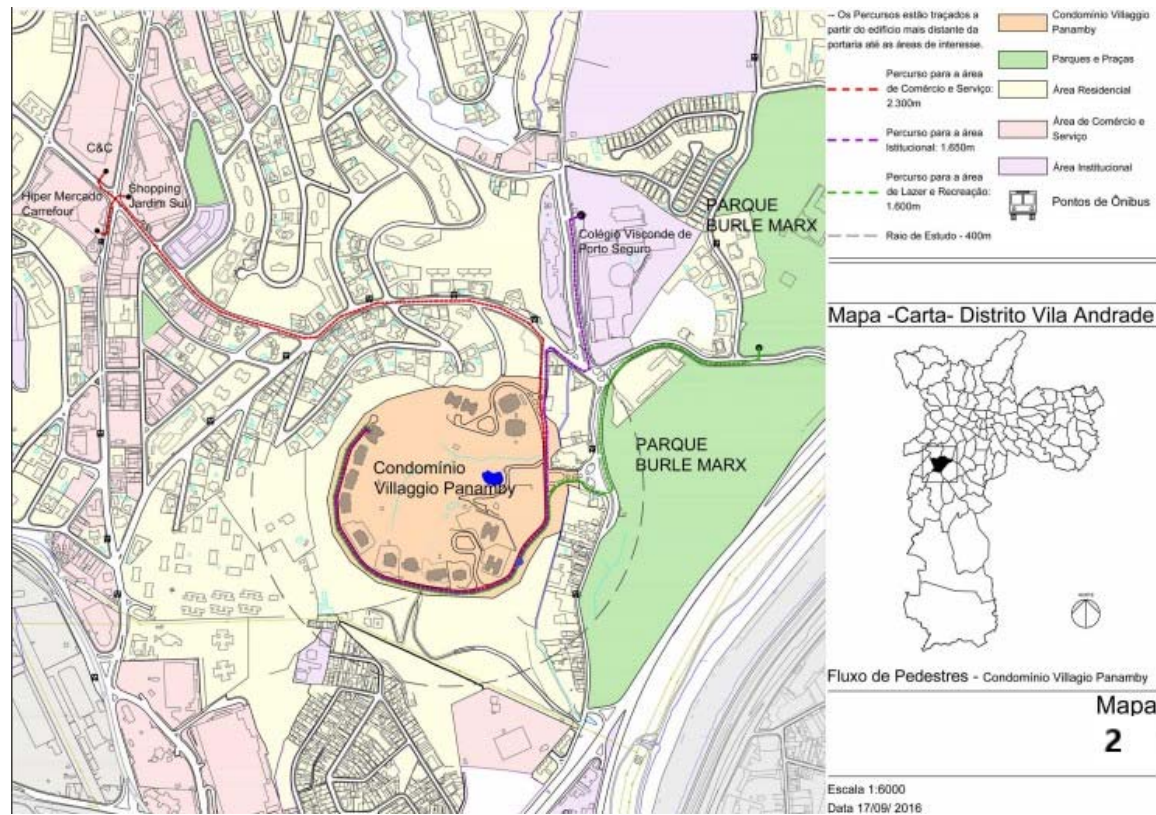 C&C
Hiper Mercado
Carrefour
Shopping
Jardim Sul
Colégio Visconde de
Porto Seguro
PARQUE
BURLE MARX
PARQUE
BURLE MARX
Condomínio
Villaggio Panamby
-- Os Percursos estão traçados a
partir do edifício mais distante da
portaria até as áreas de interesse.
Percurso para a área
de Comércio e Serviço:
2.300m
Percurso para a área
Istitucional: 1.650m
Percurso para a área
de Lazer e Recreação:
1.600m
Raio de Estudo - 400m
Condomínio Villaggio
Panamby
Parques e Praças
Área Residencial
Área de Comércio e
Serviço
Área Institucional
Pontos de Ônibus
Mapa -Carta- Distrito Vila Andrade
NORTE
Fluxo de Pedestres - Condomínio Villagio Panamby
Mapa
2
Escala 1:6000
Data 17/09/ 2016